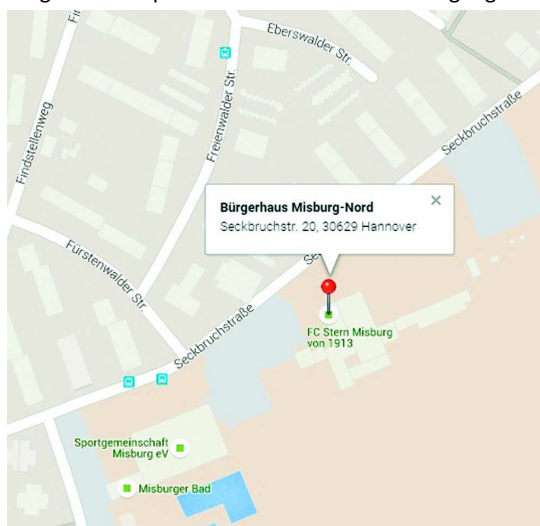 Eberswalder Str.
Freienwalder Str.
Findstellenweg
Seckbruchstraße
Bürgerhaus Misburg-Nord
Seckbruchstr. 20, 30629 Hannover
Fürstenwalder Str.
FC Stern Misburg
von 1913
Seckbruchstraße
Sportgemeinschaft
Misburg eV
Misburger Bad